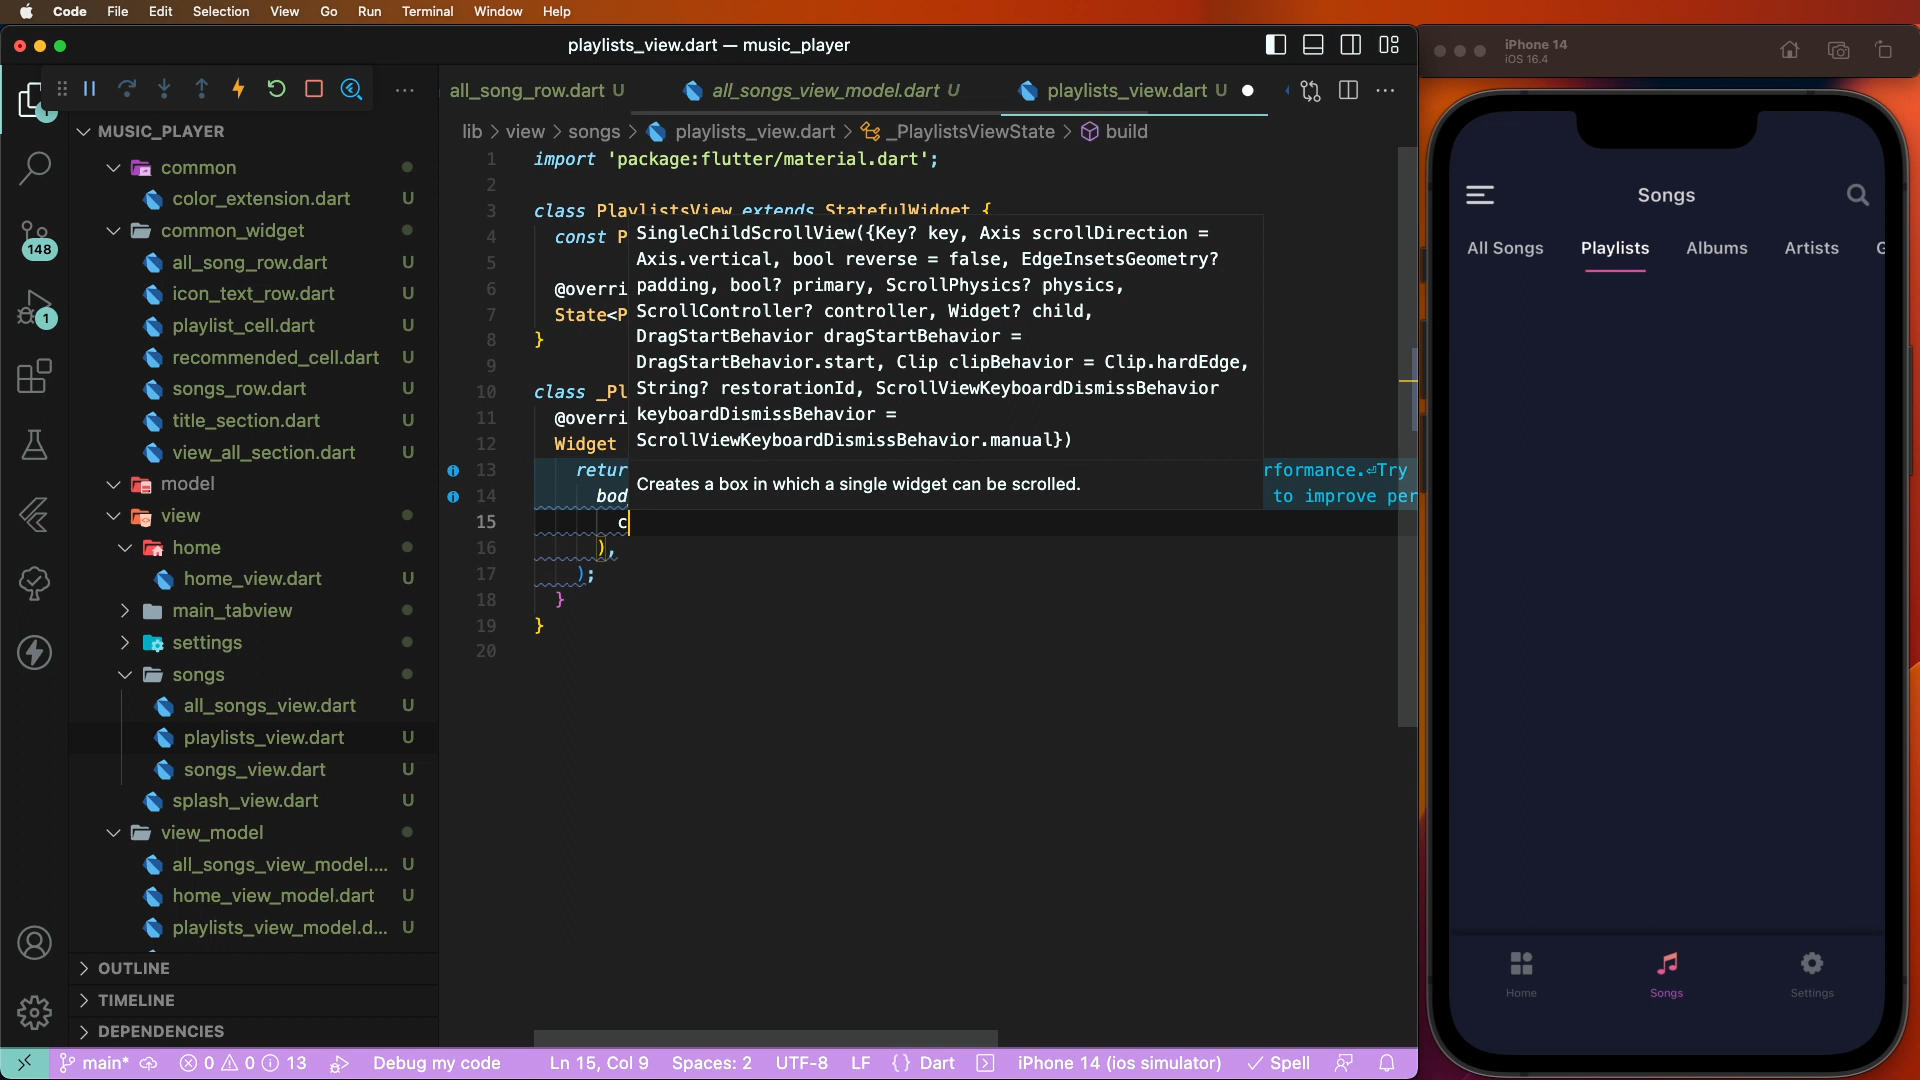 Code File Edit Selection View Go Run Terminal Window Help
playlists_view.dart — music_player
iPhone 14
iOS 16.4
all_song_row.dart U
all_songs_view_model.dart U
playlists_view.dart U
lib > view > songs > playlists_view.dart > _PlaylistsViewState > build
MUSIC_PLAYER
common
color_extension.dart U
common_widget
all_song_row.dart U
icon_text_row.dart U
playlist_cell.dart U
recommended_cell.dart U
songs_row.dart U
title_section.dart U
view_all_section.dart U
model
view
home
home_view.dart U
main_tabview
settings
songs
all_songs_view.dart U
playlists_view.dart U
songs_view.dart U
splash_view.dart U
view_model
all_songs_view_model.... U
home_view_model.dart U
playlists_view_model.d... U
OUTLINE
TIMELINE
DEPENDENCIES
1
148
1
1 import 'package:flutter/material.dart';
2
3 class PlaylistsView extends StatefulWidget {
4 const P
5
6 @overri
7 State<P
8 }
9
10 class _Pl
11 @overri
12 Widget
13 retur
14 bod
15 c
16 ),
17 );
18 }
19 }
20
SingleChildScrollView({Key? key, Axis scrollDirection =
Axis.vertical, bool reverse = false, EdgeInsetsGeometry?
padding, bool? primary, ScrollPhysics? physics,
ScrollController? controller, Widget? child,
DragStartBehavior dragStartBehavior =
DragStartBehavior.start, Clip clipBehavior = Clip.hardEdge,
String? restorationId, ScrollViewKeyboardDismissBehavior
keyboardDismissBehavior =
ScrollViewKeyboardDismissBehavior.manual})
Creates a box in which a single widget can be scrolled.
rformance.⏎Try
to improve per
Songs
All Songs Playlists Albums Artists G
Home Songs Settings
main* 0 0 13 Debug my code Ln 15, Col 9 Spaces: 2 UTF-8 LF {} Dart iPhone 14 (ios simulator) Spell